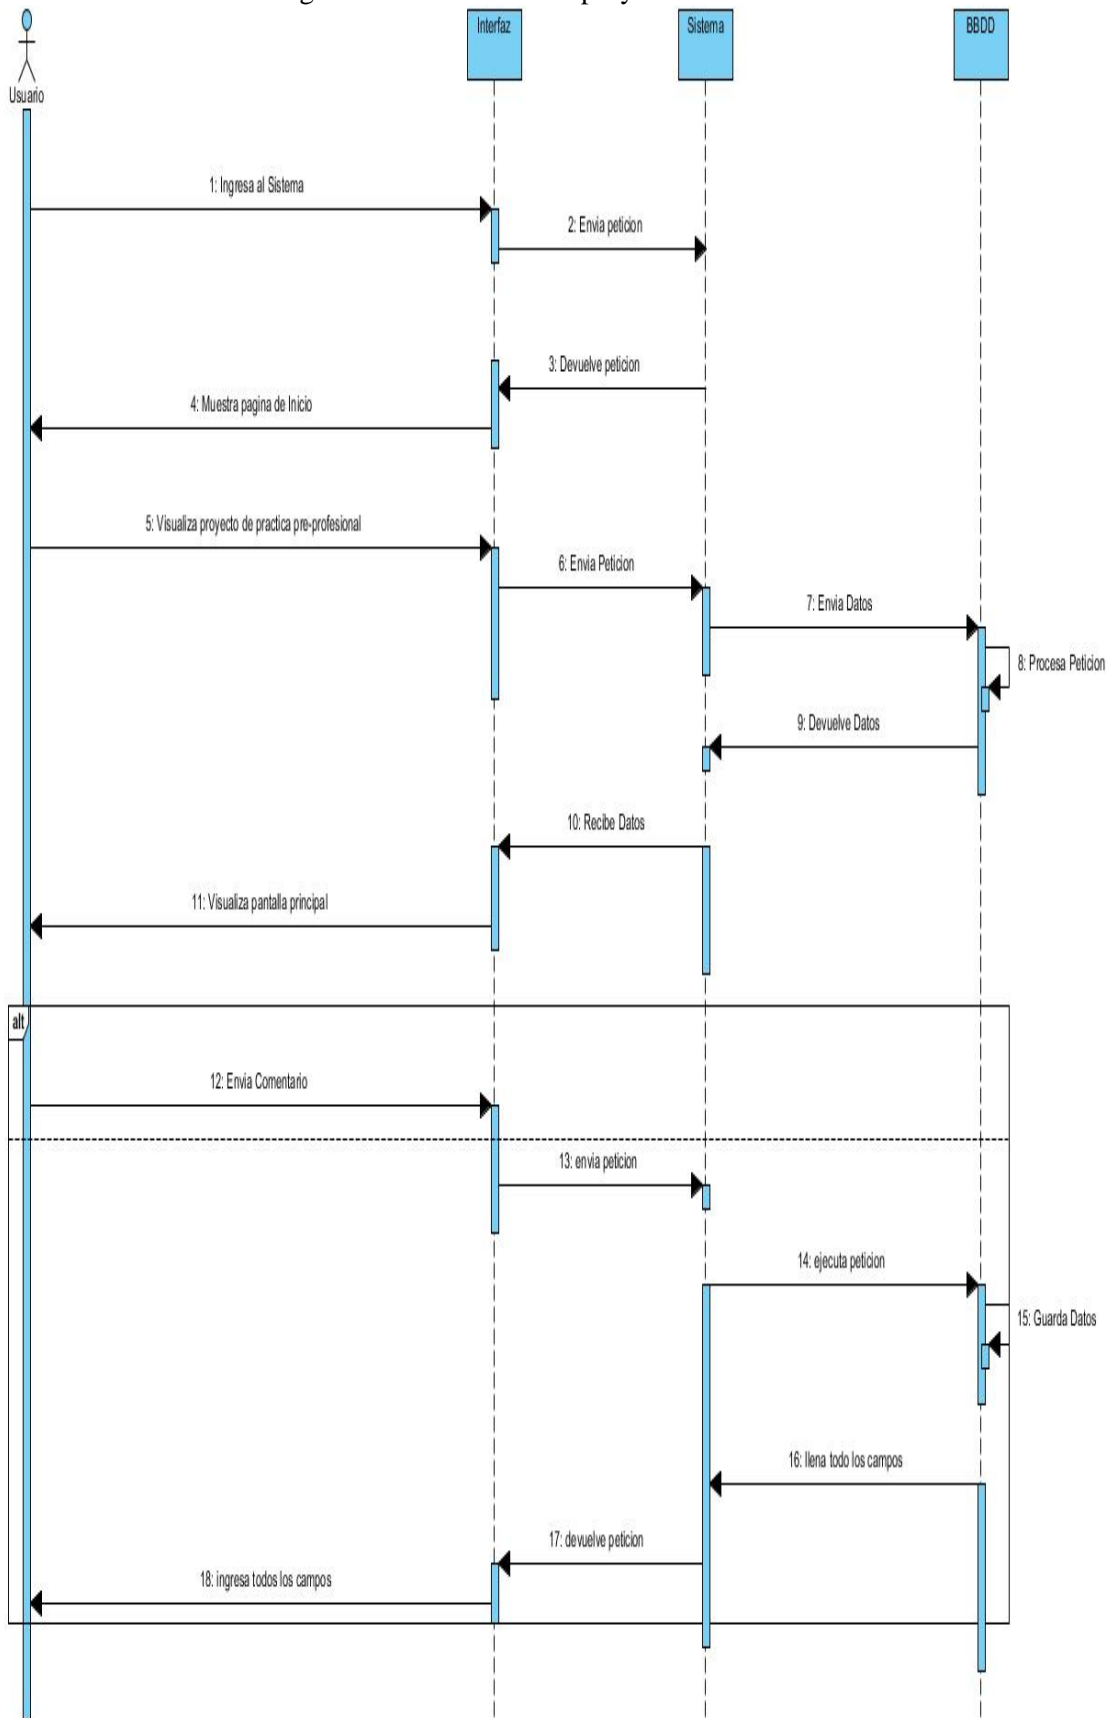 Interfaz
Sistema
BBDD
Usuario
1: Ingresa al Sistema
2: Envia peticion
3: Devuelve peticion
4: Muestra pagina de Inicio
5: Visualiza proyecto de practica pre-profesional
6: Envia Peticion
7: Envia Datos
8: Procesa Peticion
9: Devuelve Datos
10: Recibe Datos
11: Visualiza pantalla principal
alt
12: Envia Comentario
13: envia peticion
14: ejecuta peticion
15: Guarda Datos
16: llena todo los campos
17: devuelve peticion
18: ingresa todos los campos